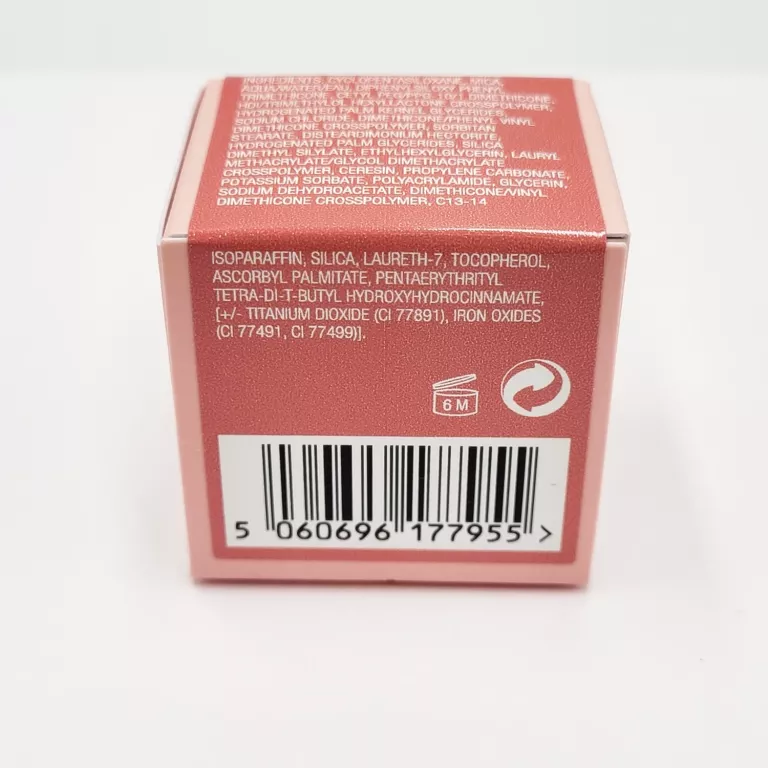 INGREDIENTS: CYCLOPENTASILOXANE, MICA,
AQUA/WATER/EAU, DIPHENYLSILOXY PHENYL
TRIMETHICONE, CETYL PEG/PPG-10/1 DIMETHICONE,
HDI/TRIMETHYLOL HEXYLLACTONE CROSSPOLYMER,
HYDROGENATED PALM KERNEL GLYCERIDES,
SODIUM CHLORIDE, DIMETHICONE/PHENYL VINYL
DIMETHICONE CROSSPOLYMER, SORBITAN
STEARATE, DISTEARDIMONIUM HECTORITE,
HYDROGENATED PALM GLYCERIDES, SILICA
DIMETHYL SILYLATE, ETHYLHEXYLGLYCERIN, LAURYL
METHACRYLATE/GLYCOL DIMETHACRYLATE
CROSSPOLYMER, CERESIN, PROPYLENE CARBONATE,
POTASSIUM SORBATE, POLYACRYLAMIDE, GLYCERIN,
SODIUM DEHYDROACETATE, DIMETHICONE/VINYL
DIMETHICONE CROSSPOLYMER, C13-14
ISOPARAFFIN, SILICA, LAURETH-7, TOCOPHEROL,
ASCORBYL PALMITATE, PENTAERYTHRITYL
TETRA-DI-T-BUTYL HYDROXYHYDROCINNAMATE,
[+/- TITANIUM DIOXIDE (CI 77891), IRON OXIDES
(CI 77491, CI 77499)].
6 M
5 060696 177955 >